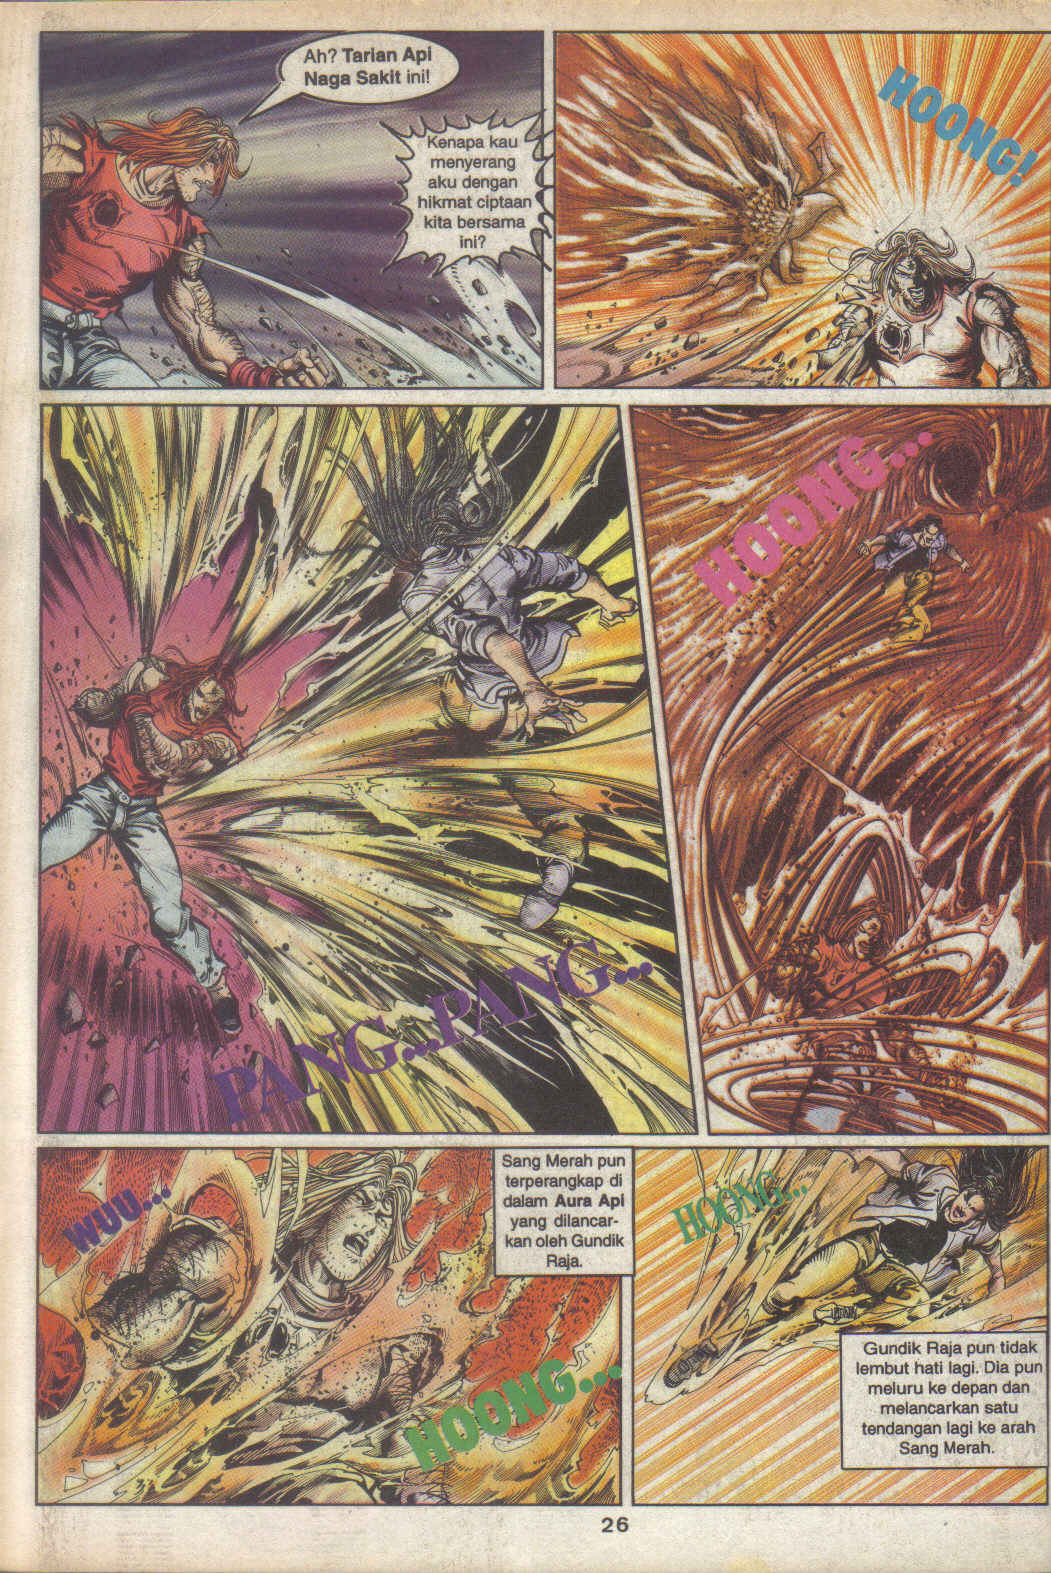 Ah? Tarian Api
Naga Sakit ini!
Kenapa kau
menyerang
aku dengan
hikmat ciptaan
kita bersama
ini?
HOONG!
PANG...PANG...
HOONG...
WUU...
Sang Merah pun
terperangkap di
dalam Aura Api
yang dilancar-
kan oleh Gundik
Raja.
HOONG...
HOONG...
Gundik Raja pun tidak
lembut hati lagi. Dia pun
meluru ke depan dan
melancarkan satu
tendangan lagi ke arah
Sang Merah.
26